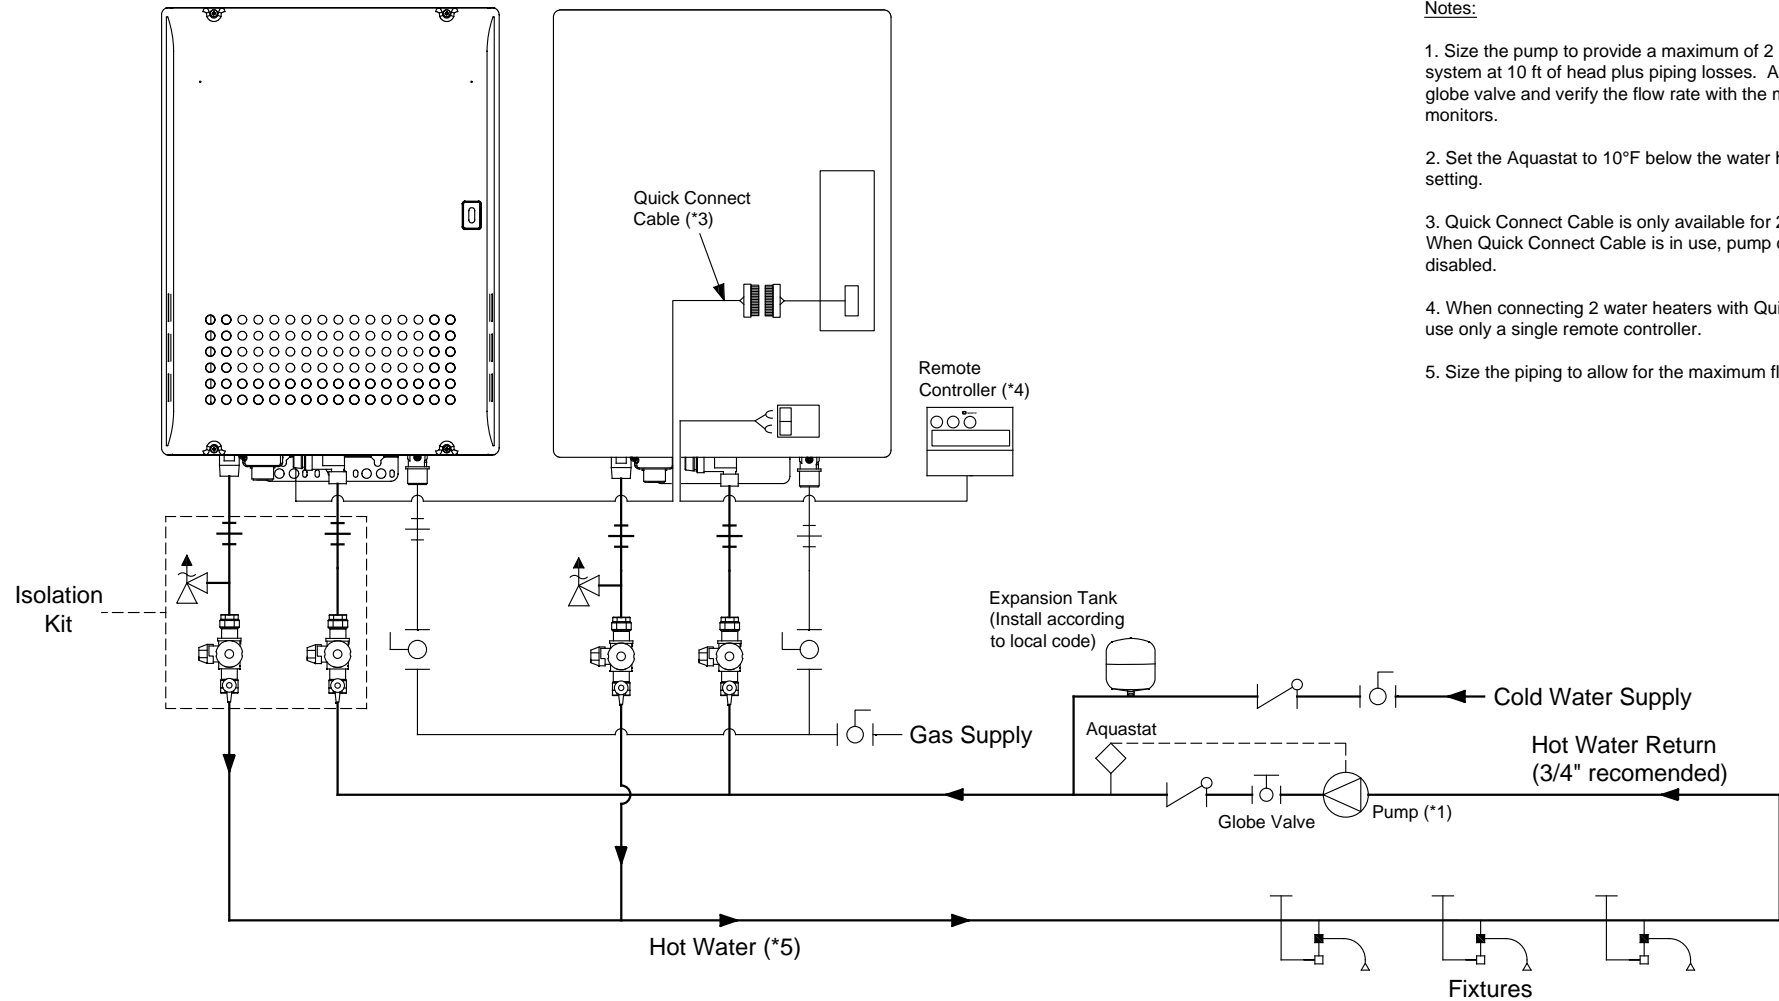 Notes:
1. Size the pump to provide a maximum of 2
system at 10 ft of head plus piping losses. A
globe valve and verify the flow rate with the
monitors.
2. Set the Aquastat to 10°F below the water
setting.
3. Quick Connect Cable is only available for 2
When Quick Connect Cable is in use, pump
disabled.
4. When connecting 2 water heaters with
use only a single remote controller.
5. Size the piping to allow for the maximum
Quick Connect
Cable (*3)
Remote
Controller (*4)
Isolation
Kit
Expansion Tank
(Install according
to local code)
Cold Water Supply
Gas Supply
Aquastat
Hot Water Return
(3/4" recomended)
Globe Valve
Pump (*1)
Hot Water (*5)
Fixtures